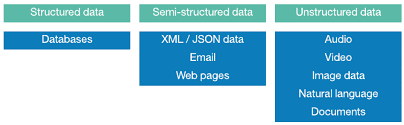 Structured data
Databases
Semi-structured data
XML / JSON data
Email
Web pages
Unstructured data
Audio
Video
Image data
Natural language
Documents